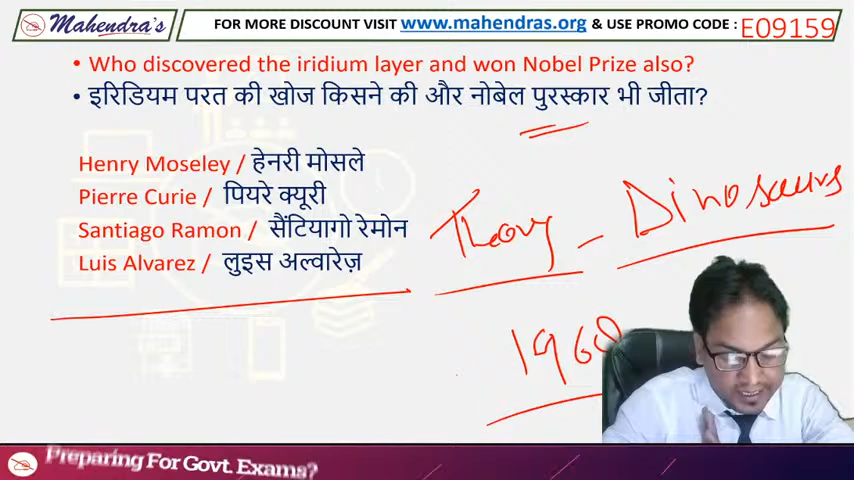 Mahendra's
FOR MORE DISCOUNT VISIT www.mahendras.org & USE PROMO CODE : E09159
• Who discovered the iridium layer and won Nobel Prize also?
• इरिडियम परत की खोज किसने की और नोबेल पुरस्कार भी जीता?
Henry Moseley / हेनरी मोसले
Pierre Curie / पियरे क्यूरी
Santiago Ramon / सैंटियागो रेमोन
Luis Alvarez / लुइस अल्वारेज़
Theory - Dinosaurs
1968
Preparing For Govt. Exams?